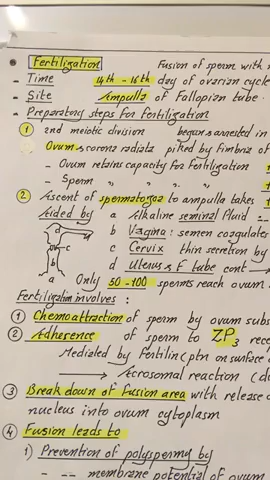 • Fertilization Fusion of sperm with
- Time 14th - 16th day of ovarian cycle
- Site Ampulla of Fallopian tube.
- Preparatory steps for fertilization
① 2nd meiotic division began & arrested in
Ovum & corona radiata picked by fimbria of
- Ovum retains capacity for fertilization
- Sperm " " "
② Ascent of spermatozoa to ampulla takes
Aided by a Alkaline seminal fluid
b Vagina: semen coagulates
c Cervix thin secretion by
d Uterus & F tube cont →
d
c
b
a
Only 50 - 100 sperms reach ovum
Fertilization involves:
① Chemoattraction of sperm by ovum subs
② Adherence of sperm to ZP3 rece
Mediated by Fertilin (ptn on surface o
→ Acrosomal reaction (d
③ Break down of fusion area with release o
nucleus into ovum cytoplasm
④ Fusion leads to
1) Prevention of polyspermy by
- -- membrane potential of ovum